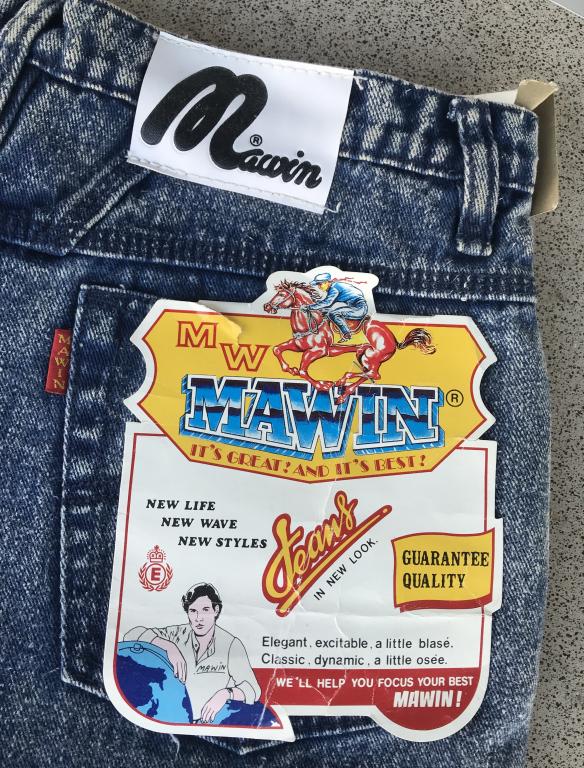 Mawin®
MAWIN
MW
MAWIN®
IT'S GREAT! AND IT'S BEST!
NEW LIFE
NEW WAVE
NEW STYLES
Jeans
IN NEW LOOK.
GUARANTEE
QUALITY
E
MAWIN
Elegant, excitable, a little blasé.
Classic, dynamic, a little osée.
WE'LL HELP YOU FOCUS YOUR BEST
MAWIN!